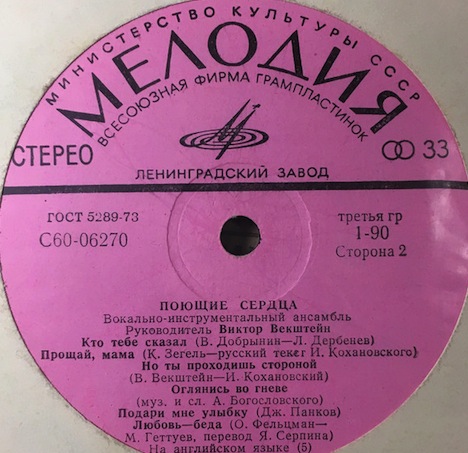 МИНИСТЕРСТВО КУЛЬТУРЫ СССР
МЕЛОДИЯ
ВСЕСОЮЗНАЯ ФИРМА ГРАМПЛАСТИНОК
СТЕРЕО
33
ЛЕНИНГРАДСКИЙ ЗАВОД
ГОСТ 5289-73
С60-06270
третья гр
1-90
Сторона 2
ПОЮЩИЕ СЕРДЦА
Вокально-инструментальный ансамбль
Руководитель Виктор Векштейн
Кто тебе сказал (В. Добрынин—Л. Дербенев)
Прощай, мама (К. Зегель—русский текст И. Кохановского)
Но ты проходишь стороной
(В. Векштейн—И. Кохановский)
Оглянись во гневе
(муз. и сл. А. Богословского)
Подари мне улыбку (Дж. Панков)
Любовь—беда (О. Фельцман—
М. Геттуев, перевод Я. Серпина)
На английском языке (5)